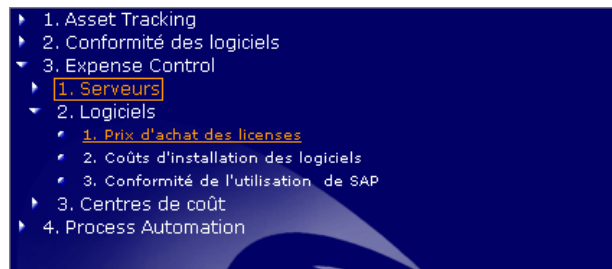 1. Asset Tracking
2. Conformité des logiciels
3. Expense Control
1. Serveurs
2. Logiciels
1. Prix d'achat des licenses
2. Coûts d'installation des logiciels
3. Conformité de l'utilisation de SAP
3. Centres de coût
4. Process Automation